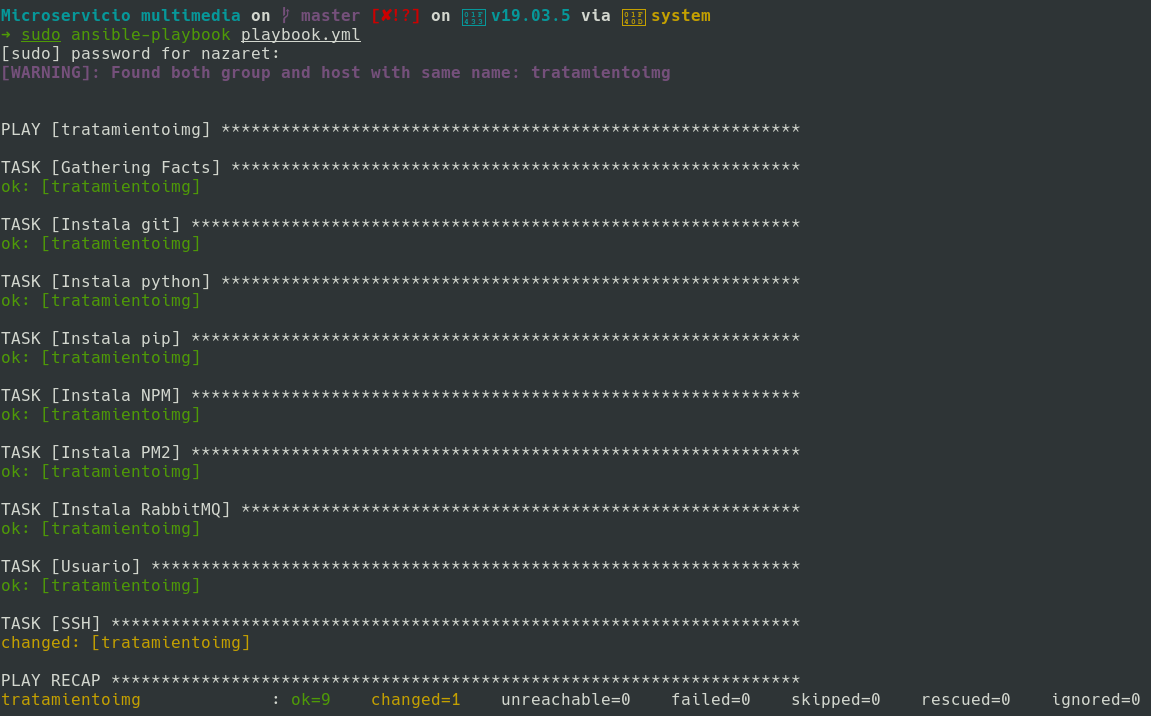 Microservicio multimedia on master [✘!?] on v19.03.5 via system
→ sudo ansible-playbook playbook.yml
[sudo] password for nazaret:
[WARNING]: Found both group and host with same name: tratamientoimg
PLAY [tratamientoimg] **********************************************************
TASK [Gathering Facts] *********************************************************
ok: [tratamientoimg]
TASK [Instala git] *************************************************************
ok: [tratamientoimg]
TASK [Instala python] **********************************************************
ok: [tratamientoimg]
TASK [Instala pip] *************************************************************
ok: [tratamientoimg]
TASK [Instala NPM] *************************************************************
ok: [tratamientoimg]
TASK [Instala PM2] *************************************************************
ok: [tratamientoimg]
TASK [Instala RabbitMQ] ********************************************************
ok: [tratamientoimg]
TASK [Usuario] *****************************************************************
ok: [tratamientoimg]
TASK [SSH] *********************************************************************
changed: [tratamientoimg]
PLAY RECAP *********************************************************************
tratamientoimg             : ok=9    changed=1    unreachable=0    failed=0    skipped=0    rescued=0    ignored=0